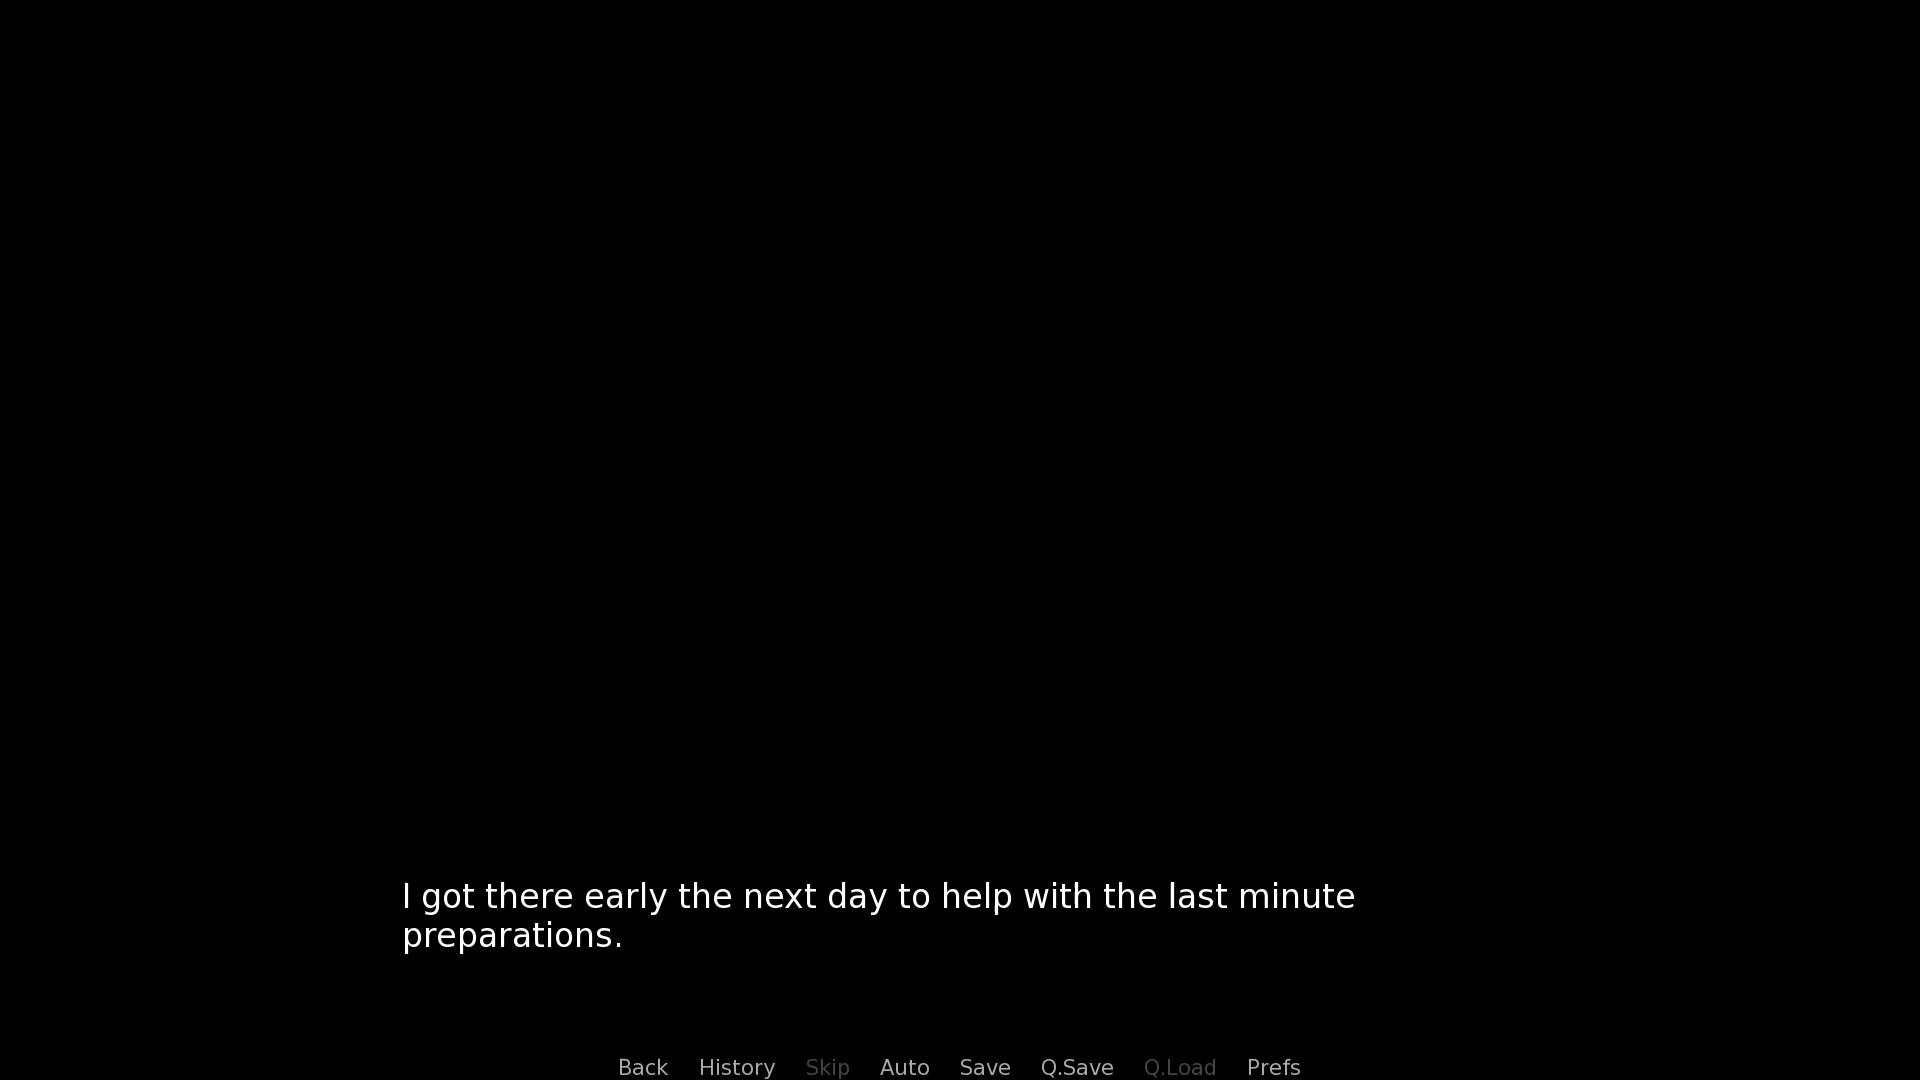 I got there early the next day to help with the last minute
preparations.
Back History Skip Auto Save Q.Save Q.Load Prefs